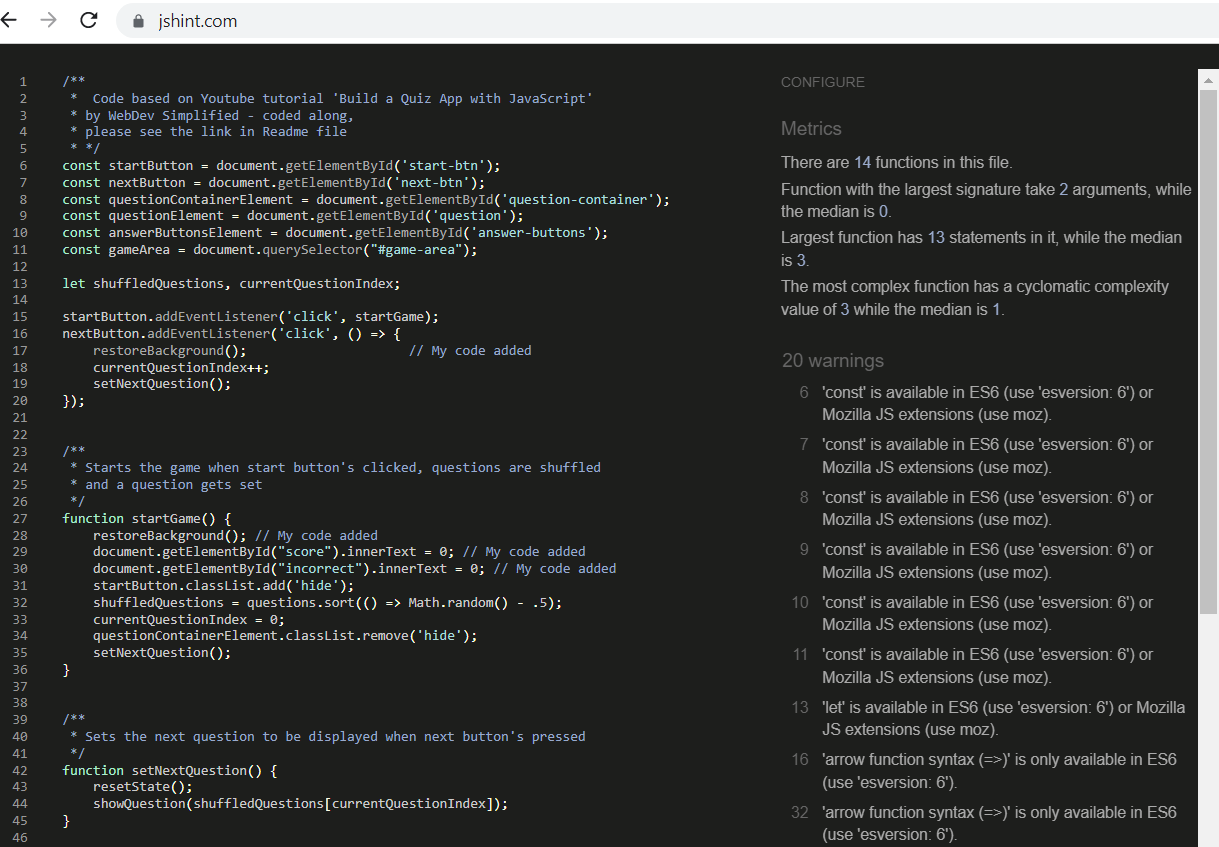 jshint.com
1 /**
2  *  Code based on Youtube tutorial 'Build a Quiz App with JavaScript'
3  * by WebDev Simplified - coded along,
4  * please see the link in Readme file
5  * */
6 const startButton = document.getElementById('start-btn');
7 const nextButton = document.getElementById('next-btn');
8 const questionContainerElement = document.getElementById('question-container');
9 const questionElement = document.getElementById('question');
10 const answerButtonsElement = document.getElementById('answer-buttons');
11 const gameArea = document.querySelector("#game-area");
12
13 let shuffledQuestions, currentQuestionIndex;
14
15 startButton.addEventListener('click', startGame);
16 nextButton.addEventListener('click', () => {
17     restoreBackground();                     // My code added
18     currentQuestionIndex++;
19     setNextQuestion();
20 });
21
22
23 /**
24  * Starts the game when start button's clicked, questions are shuffled
25  * and a question gets set
26  */
27 function startGame() {
28     restoreBackground(); // My code added
29     document.getElementById("score").innerText = 0; // My code added
30     document.getElementById("incorrect").innerText = 0; // My code added
31     startButton.classList.add('hide');
32     shuffledQuestions = questions.sort(() => Math.random() - .5);
33     currentQuestionIndex = 0;
34     questionContainerElement.classList.remove('hide');
35     setNextQuestion();
36 }
37
38
39 /**
40  * Sets the next question to be displayed when next button's pressed
41  */
42 function setNextQuestion() {
43     resetState();
44     showQuestion(shuffledQuestions[currentQuestionIndex]);
45 }
46
CONFIGURE
Metrics
There are 14 functions in this file.
Function with the largest signature take 2 arguments, while
the median is 0.
Largest function has 13 statements in it, while the median
is 3.
The most complex function has a cyclomatic complexity
value of 3 while the median is 1.
20 warnings
6 'const' is available in ES6 (use 'esversion: 6') or
Mozilla JS extensions (use moz).
7 'const' is available in ES6 (use 'esversion: 6') or
Mozilla JS extensions (use moz).
8 'const' is available in ES6 (use 'esversion: 6') or
Mozilla JS extensions (use moz).
9 'const' is available in ES6 (use 'esversion: 6') or
Mozilla JS extensions (use moz).
10 'const' is available in ES6 (use 'esversion: 6') or
Mozilla JS extensions (use moz).
11 'const' is available in ES6 (use 'esversion: 6') or
Mozilla JS extensions (use moz).
13 'let' is available in ES6 (use 'esversion: 6') or Mozilla
JS extensions (use moz).
16 'arrow function syntax (=>)' is only available in ES6
(use 'esversion: 6').
32 'arrow function syntax (=>)' is only available in ES6
(use 'esversion: 6').